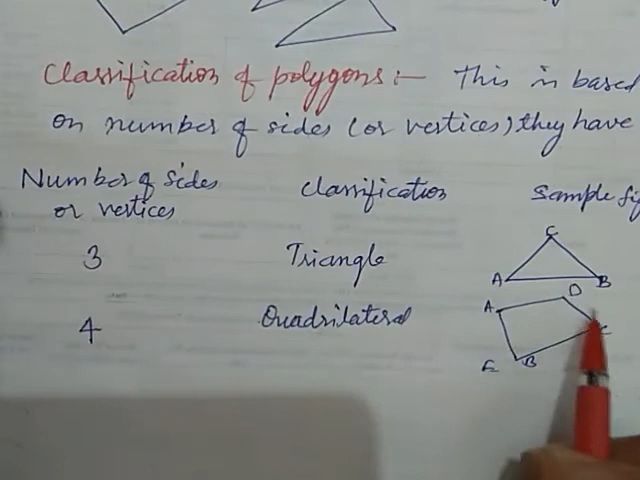 Classification of polygons :- This is based
on number of sides (or vertices) they have
Number of sides Classification Sample fig
or vertices
3 Triangle
C
A B
4 Quadrilateral
A D
C
E B